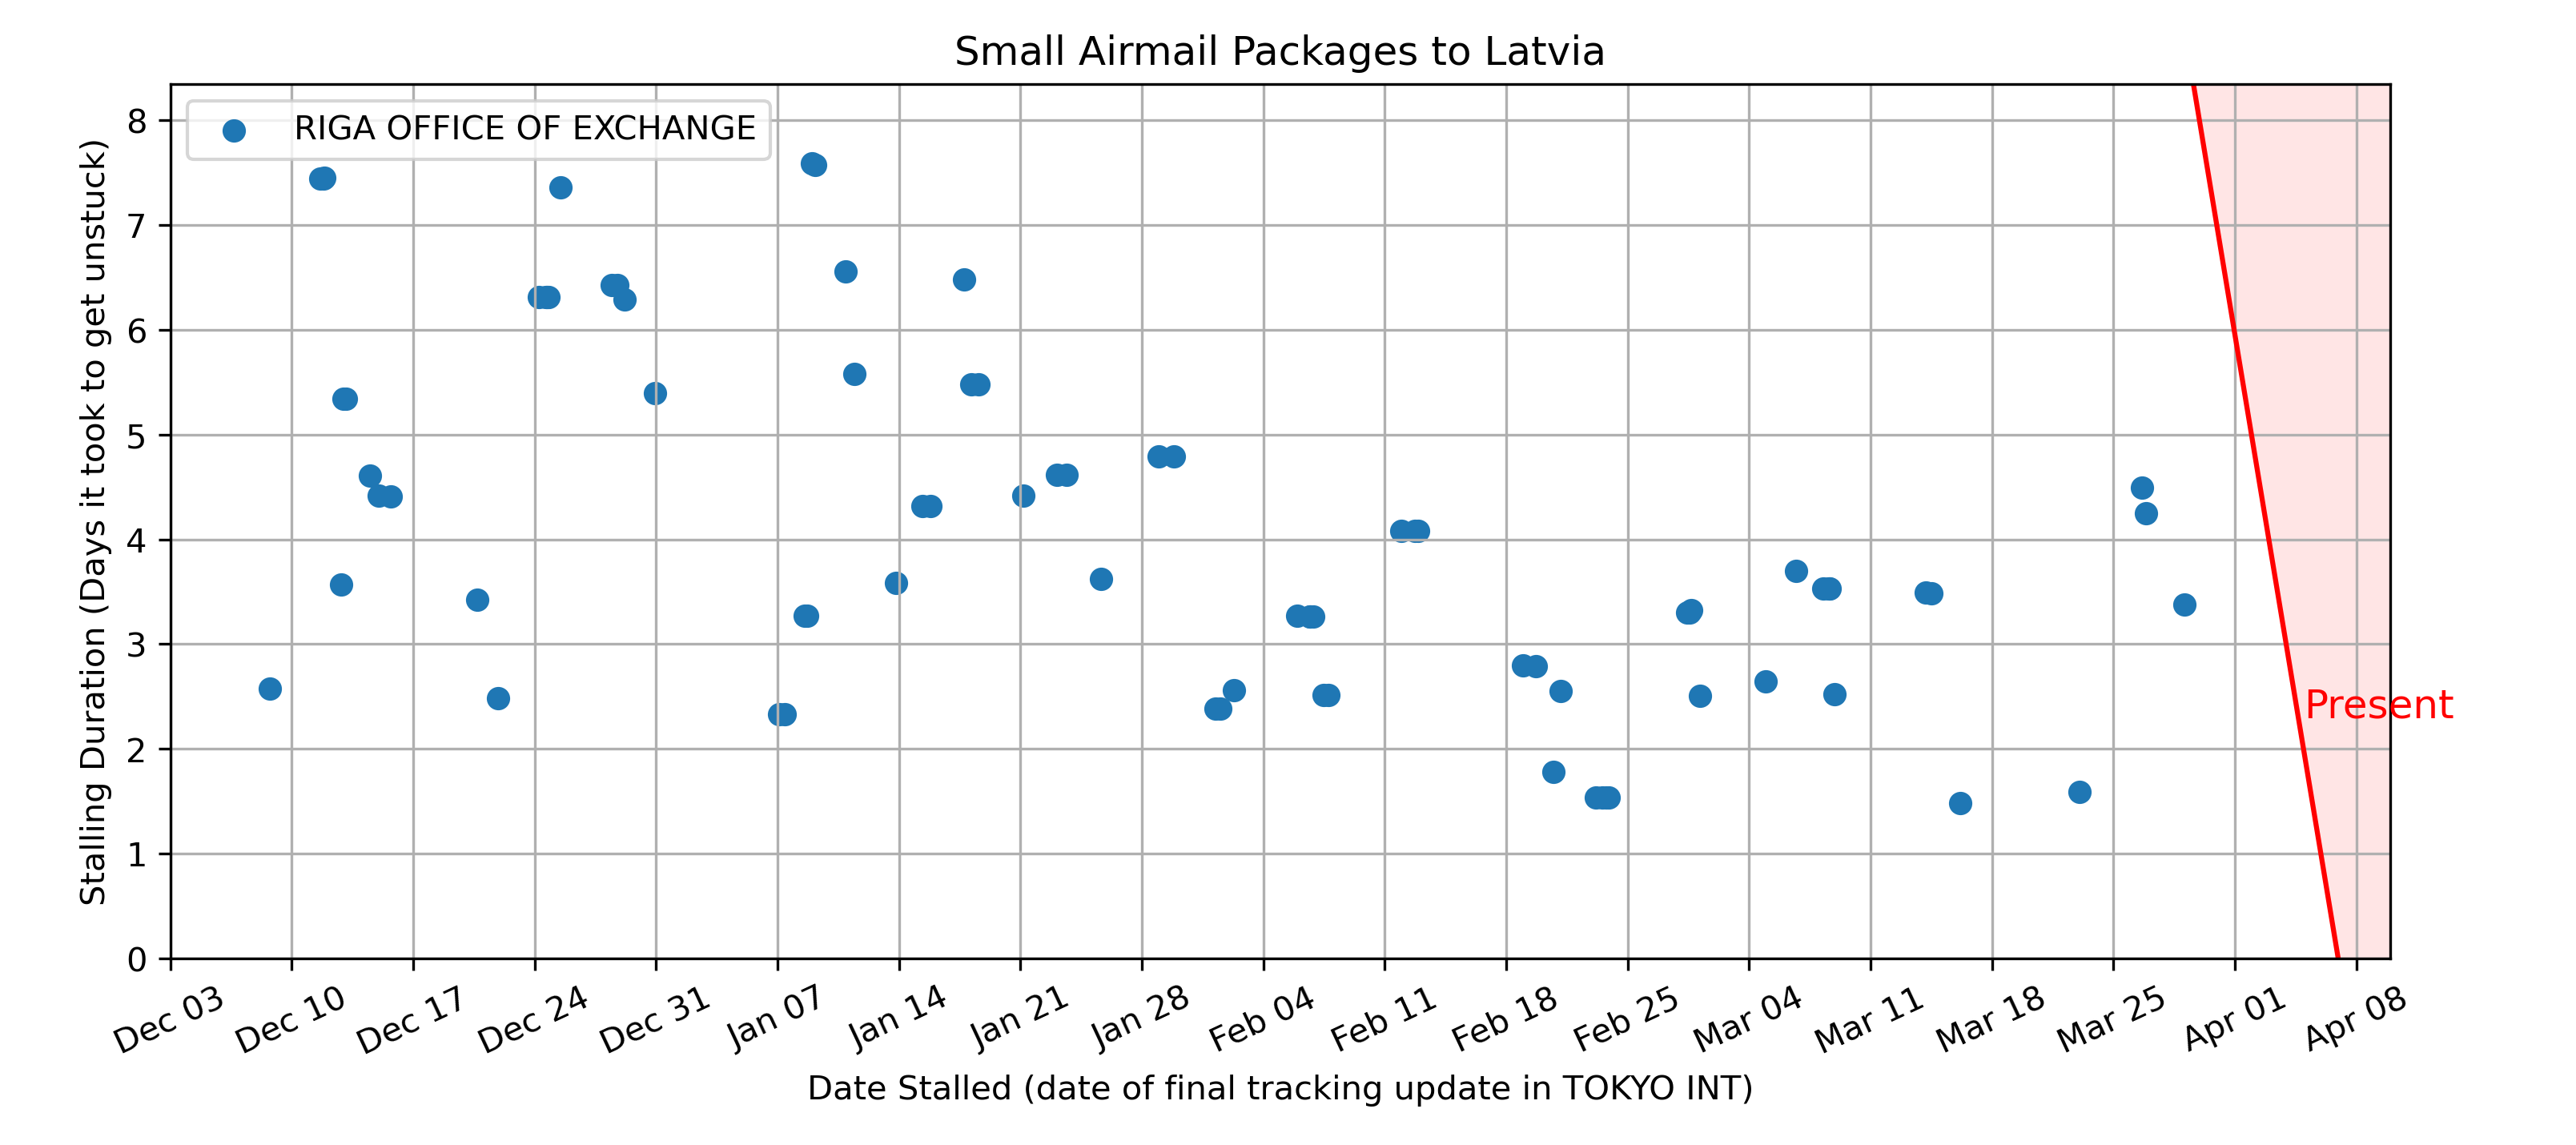 Small Airmail Packages to Latvia
RIGA OFFICE OF EXCHANGE
Stalling Duration (Days it took to get unstuck)
8
7
6
5
4
3
2
1
0
Present
Dec 03 Dec 10 Dec 17 Dec 24 Dec 31 Jan 07 Jan 14 Jan 21 Jan 28 Feb 04 Feb 11 Feb 18 Feb 25 Mar 04 Mar 11 Mar 18 Mar 25 Apr 01 Apr 08
Date Stalled (date of final tracking update in TOKYO INT)